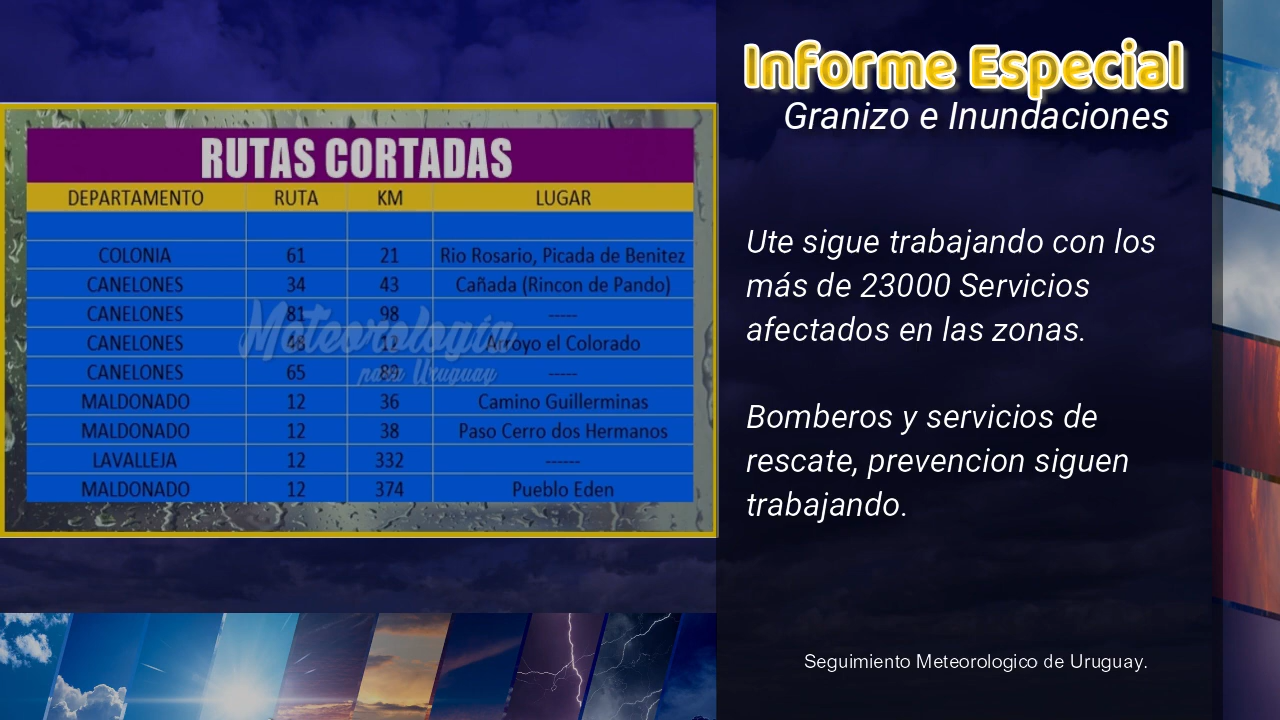 Informe Especial
Granizo e Inundaciones
RUTAS CORTADAS
DEPARTAMENTO RUTA KM LUGAR
COLONIA 61 21 Rio Rosario, Picada de Benitez
CANELONES 34 43 Cañada (Rincon de Pando)
CANELONES 81 98 -----
CANELONES Arroyo el Colorado
CANELONES 65 89 -----
MALDONADO 12 36 Camino Guillerminas
MALDONADO 12 38 Paso Cerro dos Hermanos
LAVALLEJA 12 332 ------
MALDONADO 12 374 Pueblo Eden
Meteorología
para Uruguay
Ute sigue trabajando con los
más de 23000 Servicios
afectados en las zonas.
Bomberos y servicios de
rescate, prevencion siguen
trabajando.
Seguimiento Meteorologico de Uruguay.